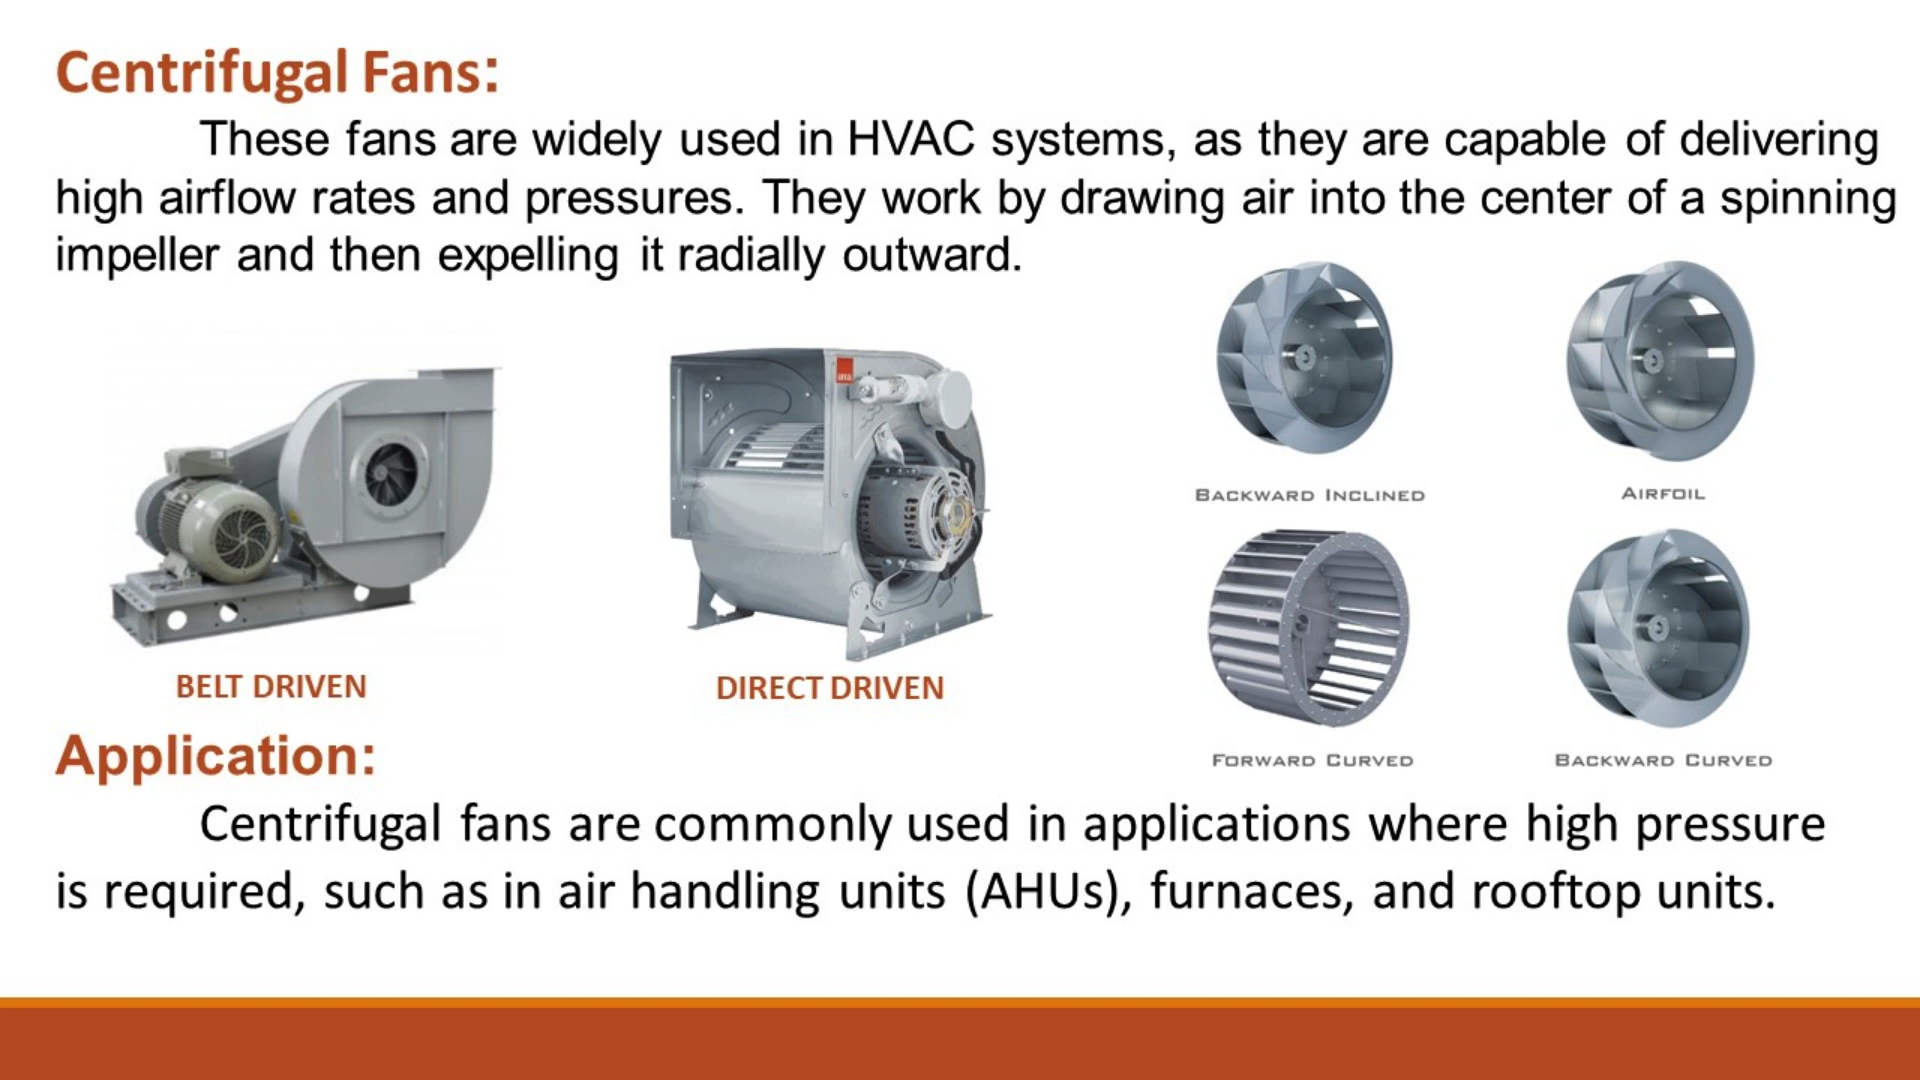 Centrifugal Fans:
These fans are widely used in HVAC systems, as they are capable of delivering
high airflow rates and pressures. They work by drawing air into the center of a spinning
impeller and then expelling it radially outward.
BACKWARD INCLINED
AIRFOIL
BELT DRIVEN
DIRECT DRIVEN
FORWARD CURVED
BACKWARD CURVED
Application:
Centrifugal fans are commonly used in applications where high pressure
is required, such as in air handling units (AHUs), furnaces, and rooftop units.